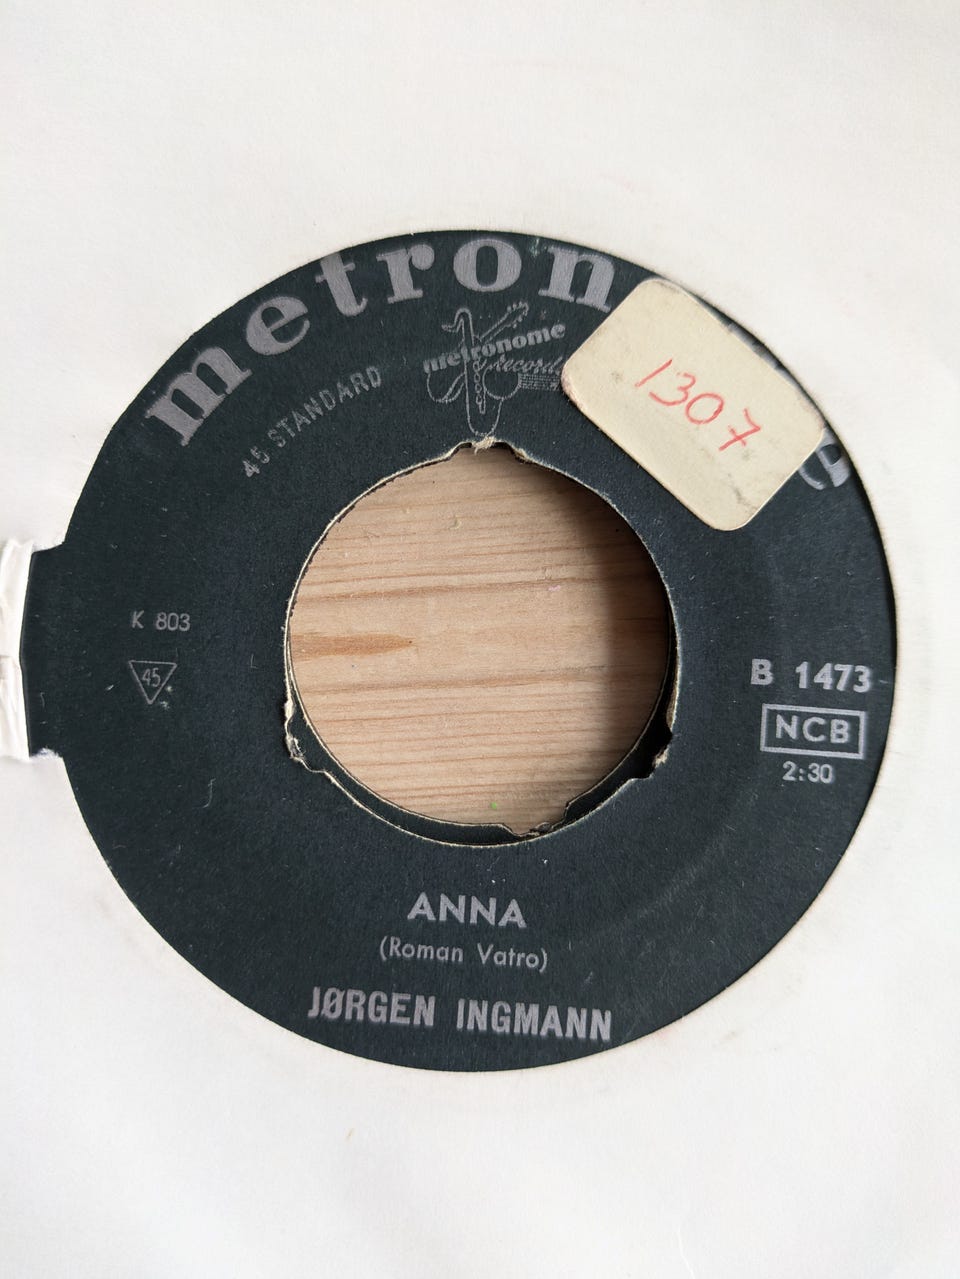 metron e
45 STANDARD
metronome
records
1307
K 803
45
B 1473
NCB
2:30
ANNA
(Roman Vatro)
JØRGEN INGMANN